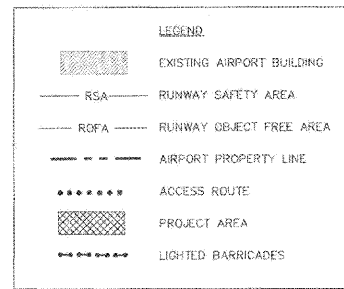 LEGEND
EXISTING AIRPORT BUILDING
RSA RUNWAY SAFETY AREA
ROFA RUNWAY OBJECT FREE AREA
AIRPORT PROPERTY LINE
ACCESS ROUTE
PROJECT AREA
LIGHTED BARRICADES